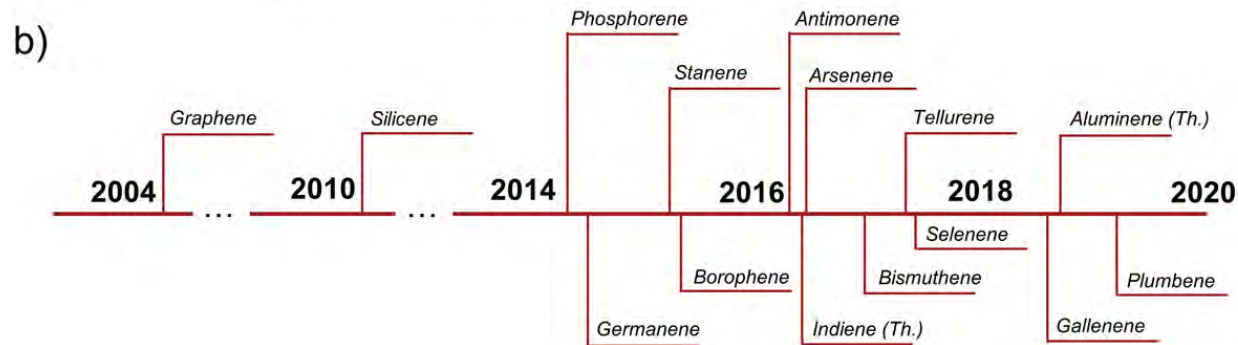 b)
Phosphorene
Antimonene
Stanene
Arsenene
Graphene
Silicene
Tellurene
Aluminene (Th.)
2004
2010
2014
2016
2018
2020
... ...
Selenene
Borophene
Bismuthene
Plumbene
Germanene
Indiene (Th.)
Gallenene